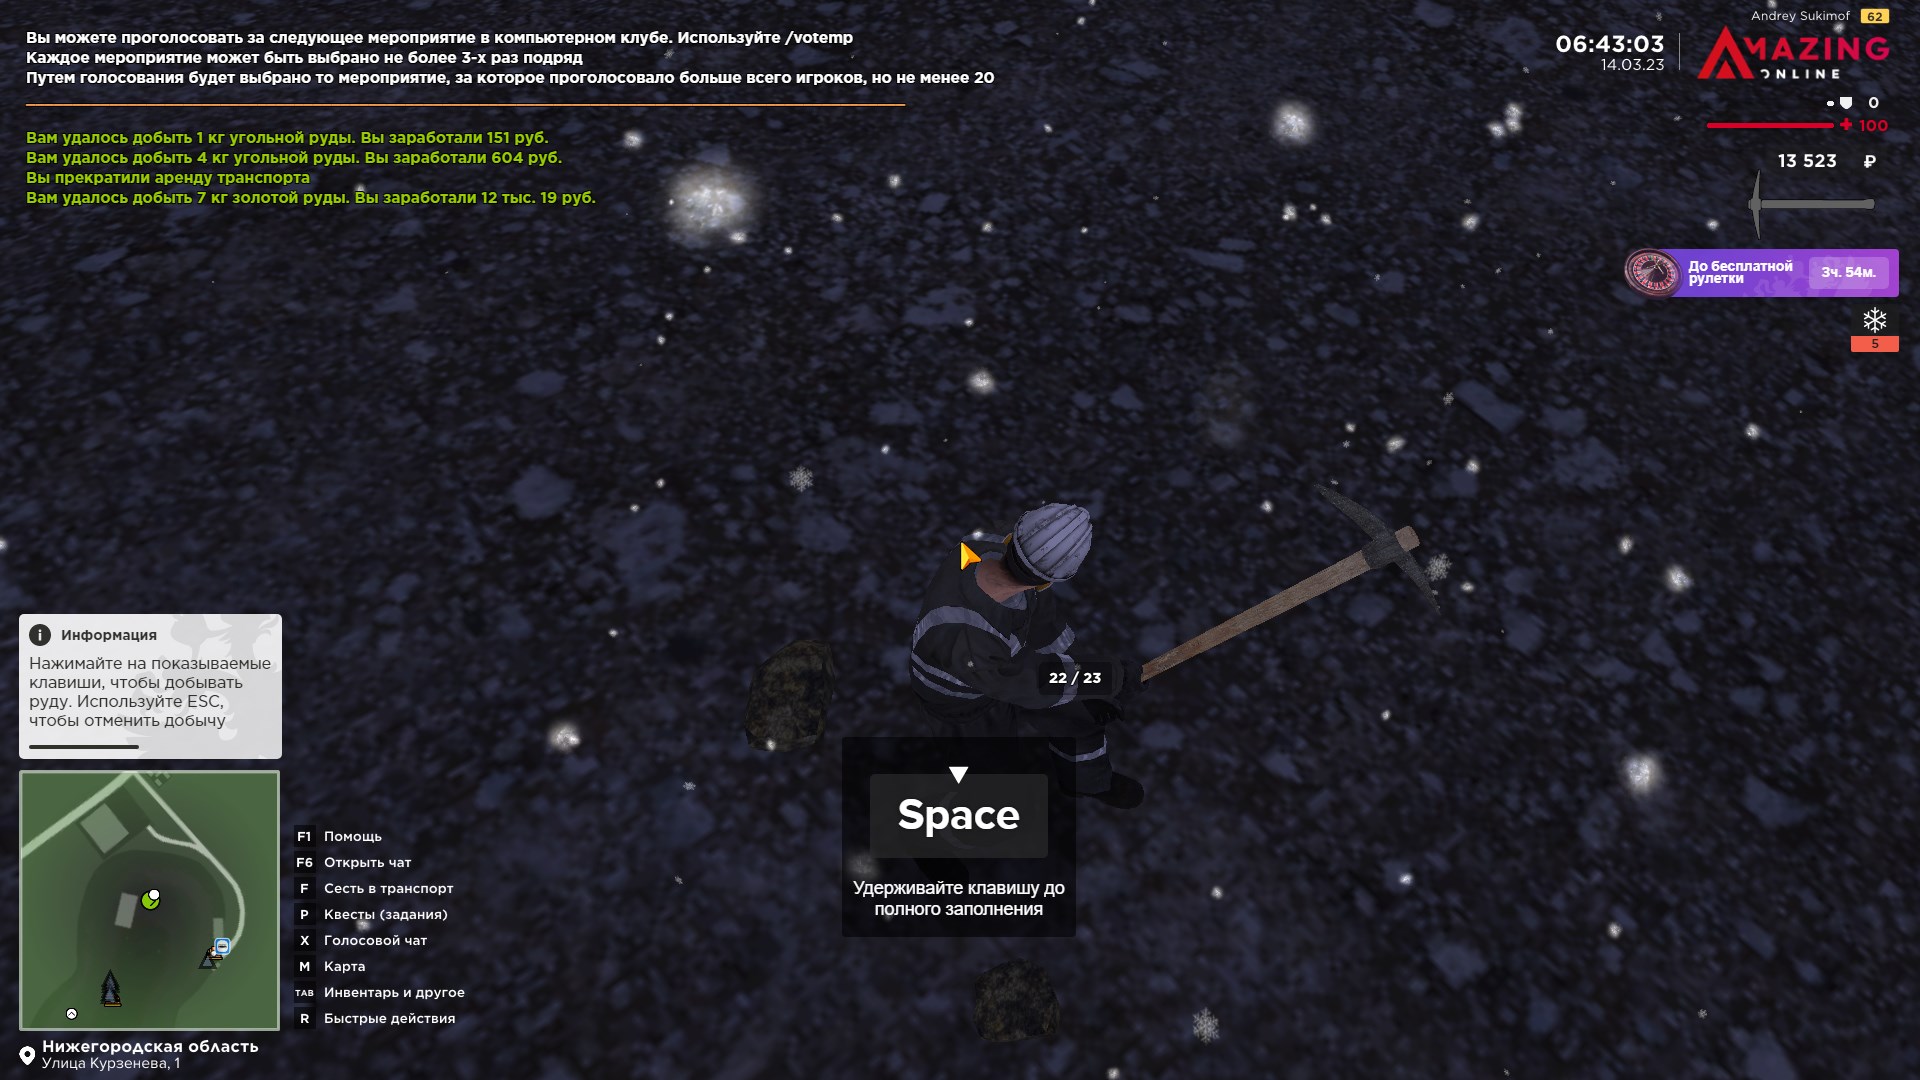 Andrey Sukimof 62
Вы можете проголосовать за следующее мероприятие в компьютерном клубе. Используйте /votemp
Каждое мероприятие может быть выбрано не более 3-х раз подряд
Путем голосования будет выбрано то мероприятие, за которое проголосовало больше всего игроков, но не менее 20
06:43:03
14.03.23
AMAZING
ONLINE
0
100
Вам удалось добыть 1 кг угольной руды. Вы заработали 151 руб.
Вам удалось добыть 4 кг угольной руды. Вы заработали 604 руб.
Вы прекратили аренду транспорта
Вам удалось добыть 7 кг золотой руды. Вы заработали 12 тыс. 19 руб.
13 523 ₽
До бесплатной
рулетки
3ч. 54м.
5
Информация
Нажимайте на показываемые
клавиши, чтобы добывать
руду. Используйте ESC,
чтобы отменить добычу
22 / 23
Space
Удерживайте клавишу до
полного заполнения
F1 Помощь
F6 Открыть чат
F Сесть в транспорт
P Квесты (задания)
X Голосовой чат
M Карта
TAB Инвентарь и другое
R Быстрые действия
Нижегородская область
Улица Курзенева, 1